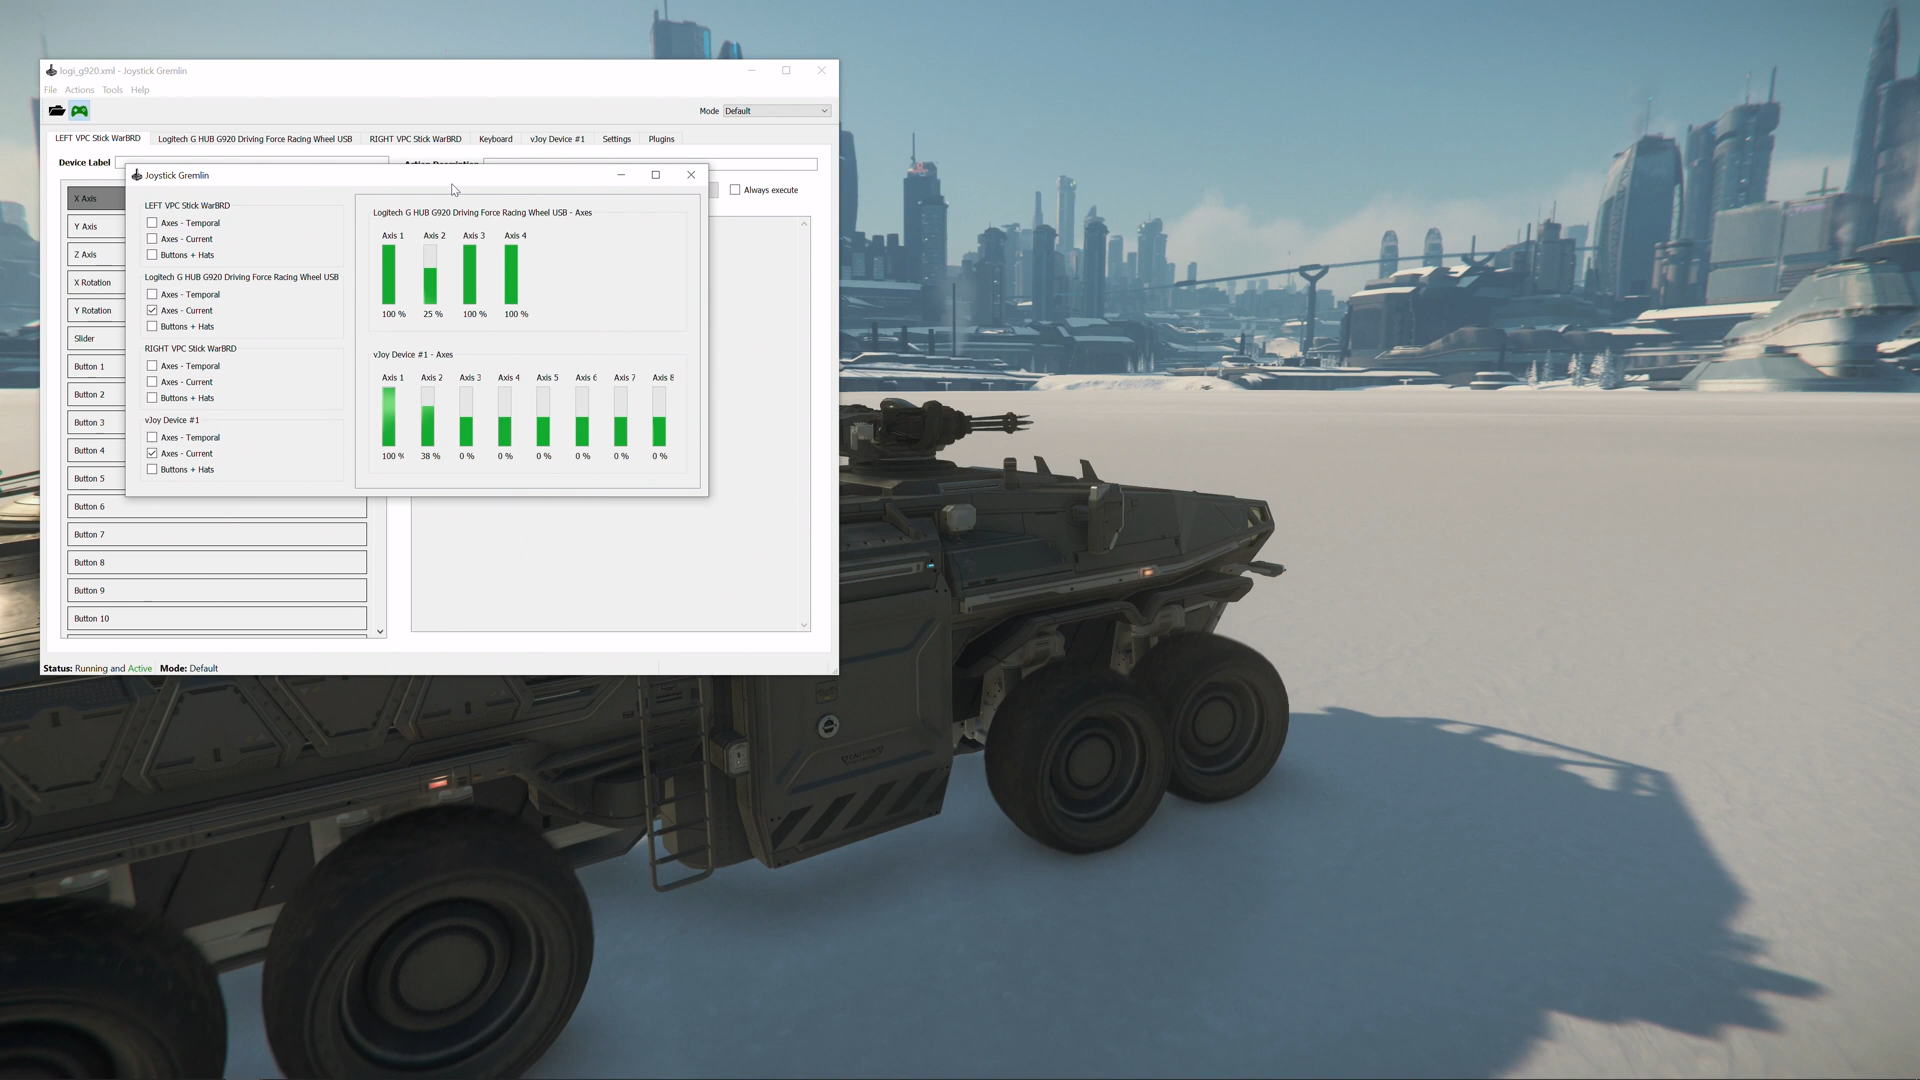 logi_g920.xml - Joystick Gremlin
File Actions Tools Help
Mode Default
LEFT VPC Stick WarBRD Logitech G HUB G920 Driving Force Racing Wheel USB RIGHT VPC Stick WarBRD Keyboard vJoy Device #1 Settings Plugins
Device Label
Action Description
Always execute
X Axis
Y Axis
Z Axis
X Rotation
Y Rotation
Slider
Button 1
Button 2
Button 3
Button 4
Button 5
Button 6
Button 7
Button 8
Button 9
Button 10
Joystick Gremlin
LEFT VPC Stick WarBRD
Axes - Temporal
Axes - Current
Buttons + Hats
Logitech G HUB G920 Driving Force Racing Wheel USB
Axes - Temporal
Axes - Current
Buttons + Hats
RIGHT VPC Stick WarBRD
Axes - Temporal
Axes - Current
Buttons + Hats
vJoy Device #1
Axes - Temporal
Axes - Current
Buttons + Hats
Logitech G HUB G920 Driving Force Racing Wheel USB - Axes
Axis 1 Axis 2 Axis 3 Axis 4
100 % 25 % 100 % 100 %
vJoy Device #1 - Axes
Axis 1 Axis 2 Axis 3 Axis 4 Axis 5 Axis 6 Axis 7 Axis 8
100 % 38 % 0 % 0 % 0 % 0 % 0 % 0 %
Status: Running and Active Mode: Default